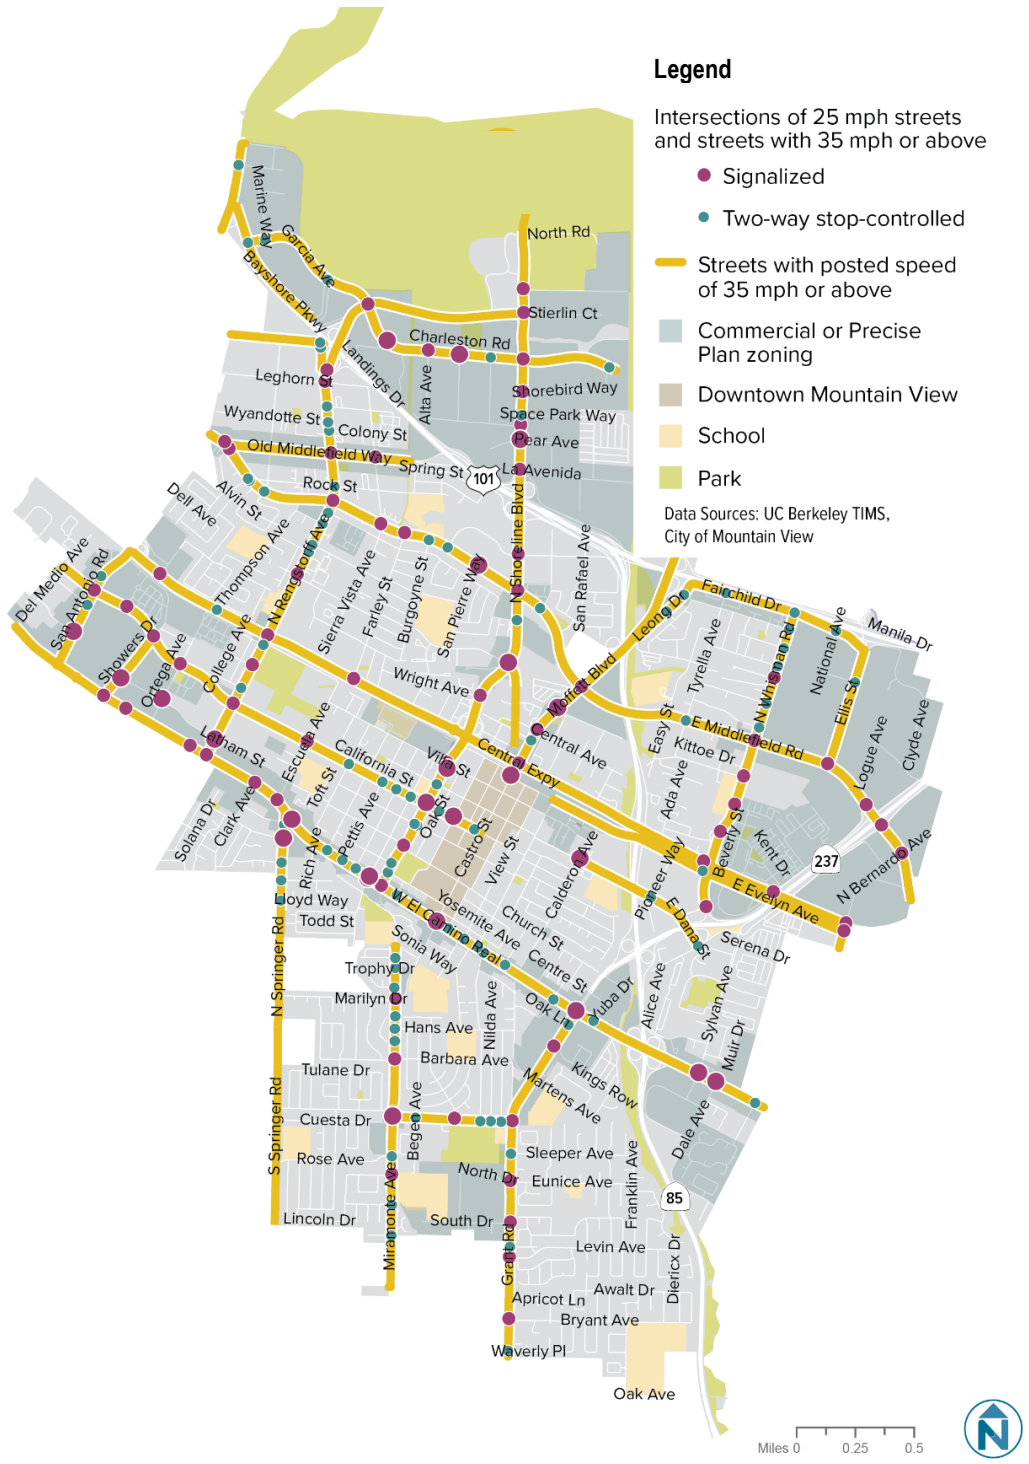 Legend
Intersections of 25 mph streets
and streets with 35 mph or above
Signalized
Two-way stop-controlled
Streets with posted speed
of 35 mph or above
Commercial or Precise
Plan zoning
Downtown Mountain View
School
Park
Data Sources: UC Berkeley TIMS,
City of Mountain View
Marine Way
Garcia Ave
North Rd
Bayshore Pkwy
Stierlin Ct
Charleston Rd
Landings Dr
Leghorn St
Alta Ave
Shorebird Way
Wyandotte St
Space Park Way
Colony St
Pear Ave
Old Middlefield Way
Spring St
101
La Avenida
Rock St
Alvin St
Dell Ave
N Shoreline Blvd
Thompson Ave
N Rengstorff Ave
San Rafael Ave
Del Medio Ave
San Antonio Rd
Sierra Vista Ave
Farley St
Burgoyne St
San Pierre Way
Leong Dr
Fairchild Dr
Manila Dr
Showers Dr
Ortega Ave
College Ave
Wright Ave
Moffett Blvd
Tyrella Ave
N Whisman Rd
National Ave
Ellis St
Easy St
E Middlefield Rd
Logue Ave
Clyde Ave
Latham St
Escuela Ave
California St
Villa St
Central Expy
Central Ave
Kittoe Dr
Ada Ave
Toft St
Solana Dr
Clark Ave
Rich Ave
Pettis Ave
Oak St
Castro St
View St
Calderon Ave
Pioneer Way
Beverly St
Kent Dr
237
N Bernardo Ave
E Evelyn Ave
Floyd Way
Todd St
W El Camino Real
Yosemite Ave
Church St
Centre St
E Dana St
Serena Dr
N Springer Rd
Sonia Way
Trophy Dr
Marilyn Dr
Hans Ave
Nilda Ave
Oak Ln
Yuba Dr
Alice Ave
Sylvan Ave
Muir Dr
Barbara Ave
Tulane Dr
Martens Ave
Kings Row
Cuesta Dr
Begen Ave
Dale Ave
S Springer Rd
Rose Ave
Sleeper Ave
North Dr
Eunice Ave
Franklin Ave
85
Lincoln Dr
Miramonte Ave
South Dr
Grant Rd
Levin Ave
Diericx Dr
Awalt Dr
Apricot Ln
Bryant Ave
Waverly Pl
Oak Ave
N
Miles 0 0.25 0.5